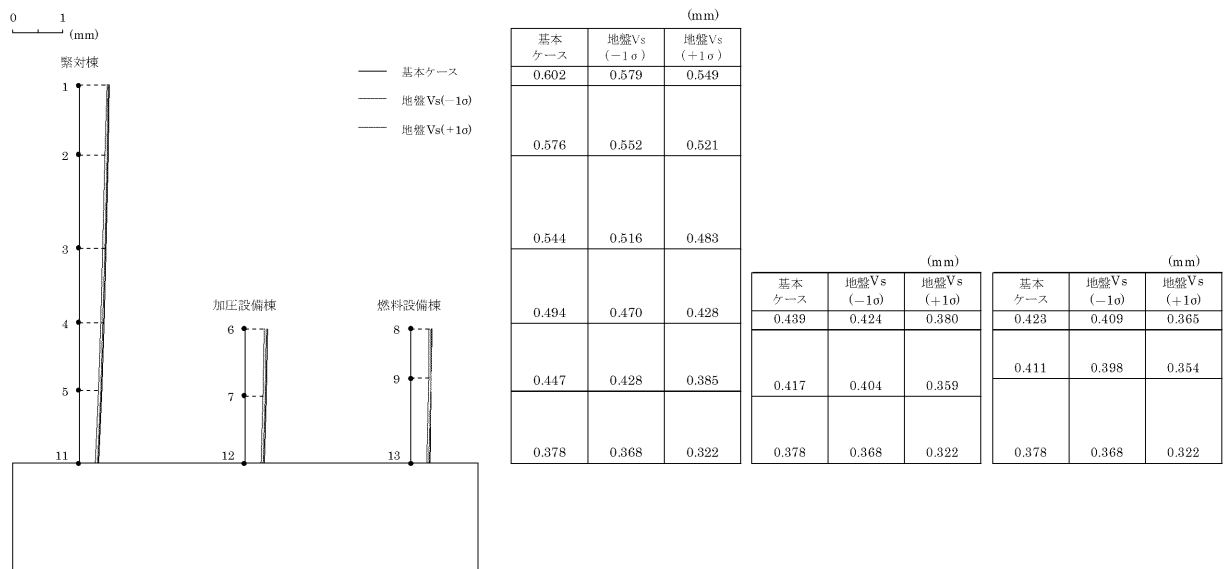 0 1
(mm)
緊対棟
1
2
3
4
5
11
基本ケース
地盤Vs(-1σ)
地盤Vs(+1σ)
加圧設備棟
6
7
12
燃料設備棟
8
9
13
(mm)
基本 地盤Vs 地盤Vs
ケース (-1σ) (+1σ)
0.602 0.579 0.549
0.576 0.552 0.521
0.544 0.516 0.483
0.494 0.470 0.428
0.447 0.428 0.385
0.378 0.368 0.322
(mm)
基本 地盤Vs 地盤Vs
ケース (-1σ) (+1σ)
0.439 0.424 0.380
0.417 0.404 0.359
0.378 0.368 0.322
(mm)
基本 地盤Vs 地盤Vs
ケース (-1σ) (+1σ)
0.423 0.409 0.365
0.411 0.398 0.354
0.378 0.368 0.322